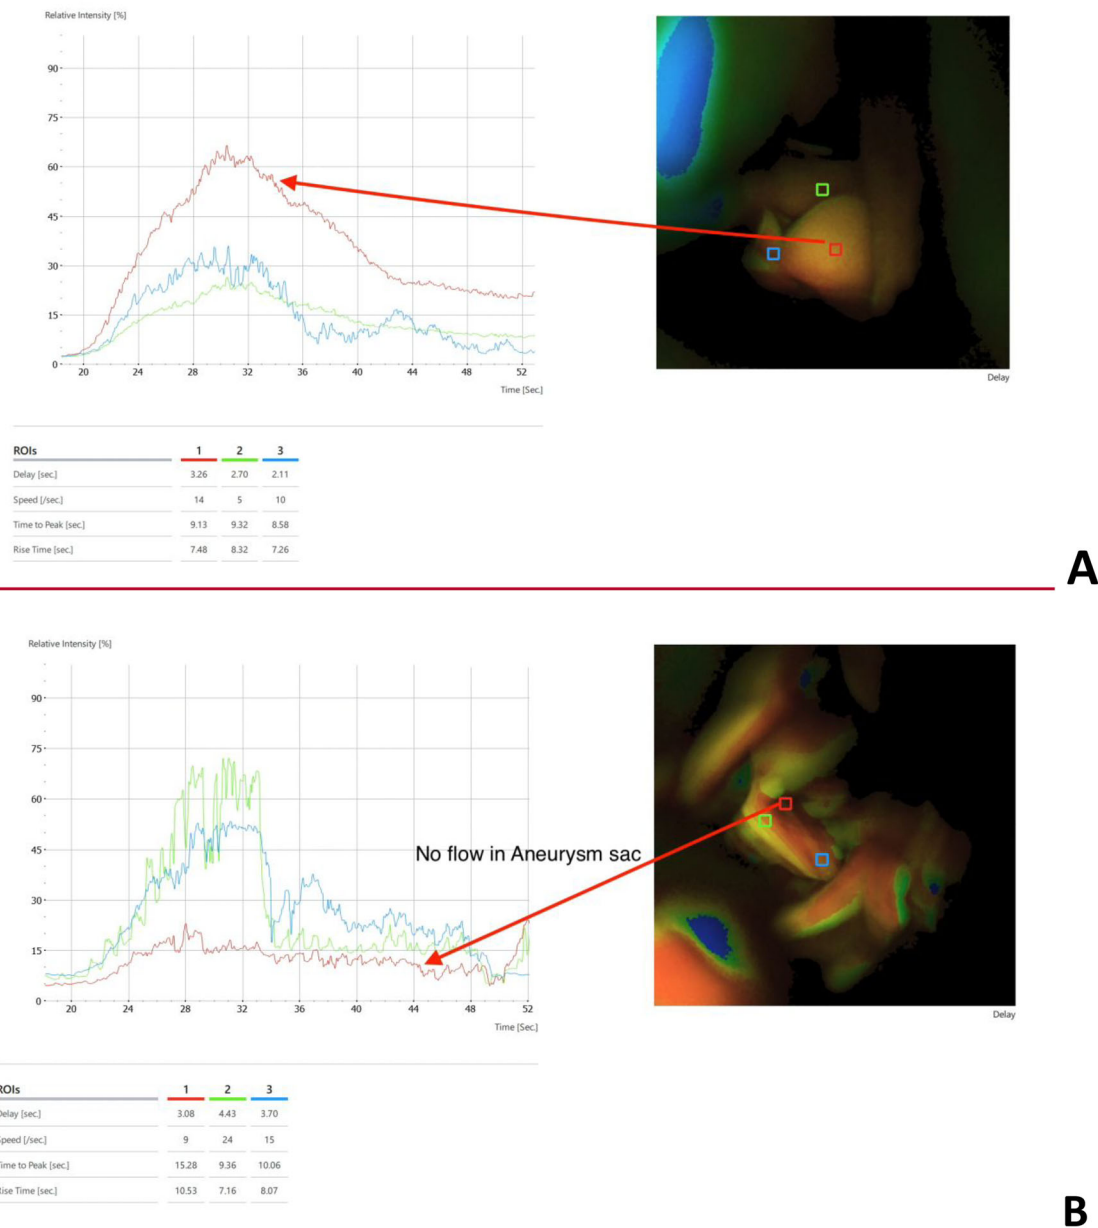 Relative Intensity [%]
90
75
60
45
30
15
0
20 24 28 32 36 40 44 48 52
Time [Sec.]
Delay
ROIs 1 2 3
Delay [sec.] 3.26 2.70 2.11
Speed [/sec.] 14 5 10
Time to Peak [sec.] 9.13 9.32 8.58
Rise Time [sec.] 7.48 8.32 7.26
A
Relative Intensity [%]
90
75
60
45
30
15
0
20 24 28 32 36 40 44 48 52
Time [Sec.]
No flow in Aneurysm sac
Delay
ROIs 1 2 3
Delay [sec.] 3.08 4.43 3.70
Speed [/sec.] 9 24 15
Time to Peak [sec.] 15.28 9.36 10.06
Rise Time [sec.] 10.53 7.16 8.07
B